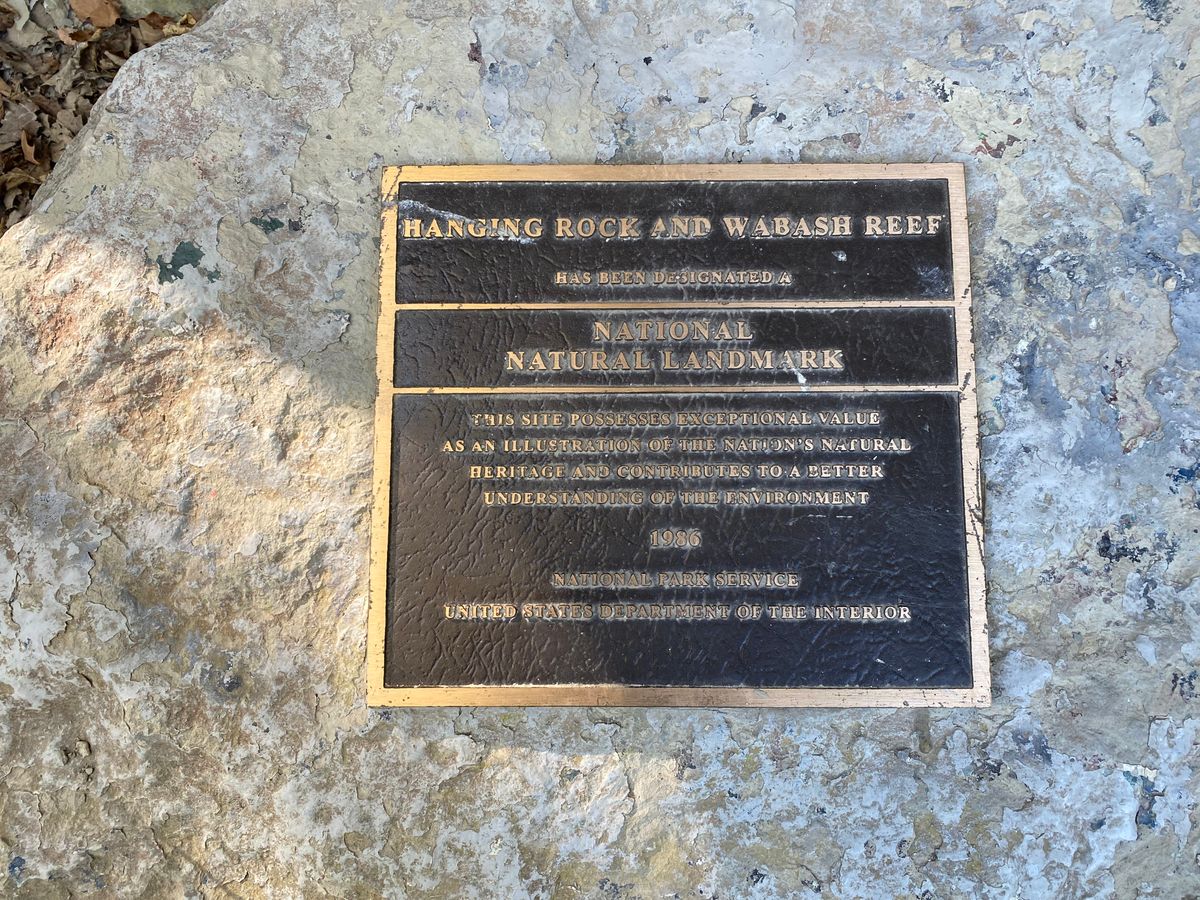 HANGING ROCK AND WABASH REEF
HAS BEEN DESIGNATED A
NATIONAL
NATURAL LANDMARK
THIS SITE POSSESSES EXCEPTIONAL VALUE
AS AN ILLUSTRATION OF THE NATION'S NATURAL
HERITAGE AND CONTRIBUTES TO A BETTER
UNDERSTANDING OF THE ENVIRONMENT
1986
NATIONAL PARK SERVICE
UNITED STATES DEPARTMENT OF THE INTERIOR